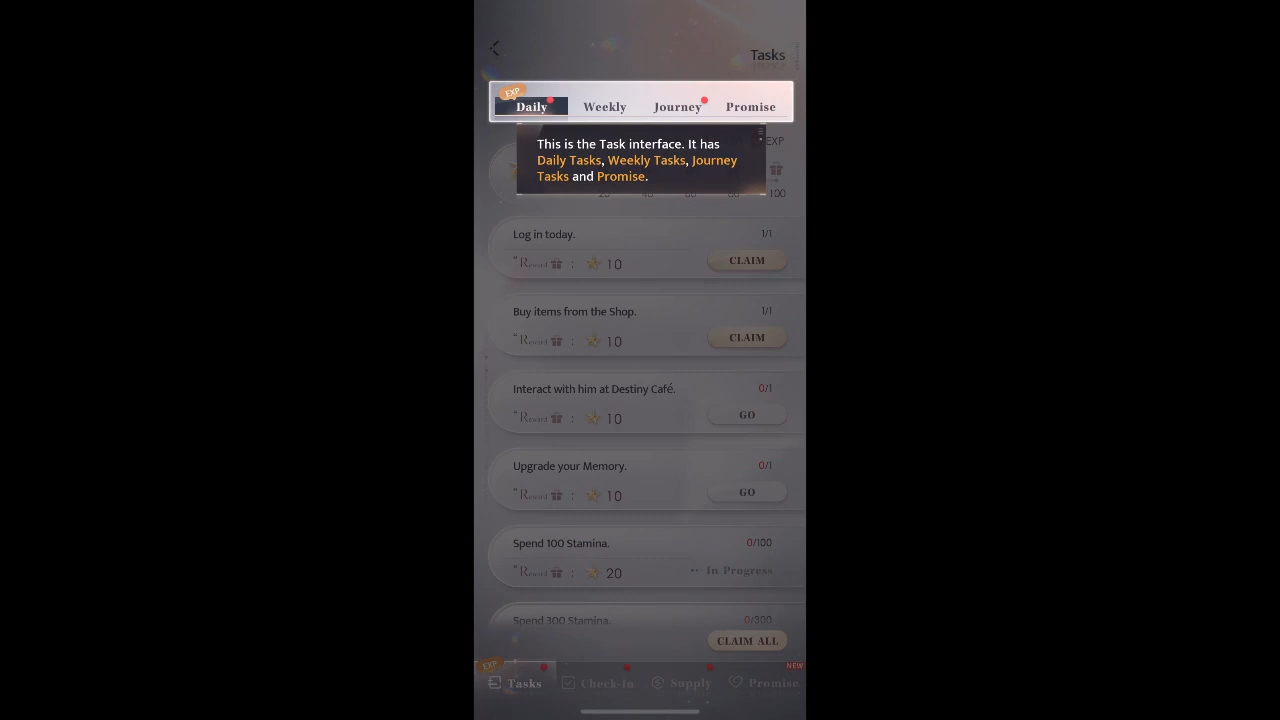 Tasks
EXP
Daily
Weekly
Journey
Promise
This is the Task interface. It has
Daily Tasks, Weekly Tasks, Journey
Tasks and Promise.
EXP
20 40 60 80 100
Log in today.
1/1
Reward : 10
CLAIM
Buy items from the Shop.
1/1
Reward : 10
CLAIM
Interact with him at Destiny Café.
0/1
Reward : 10
GO
Upgrade your Memory.
0/1
Reward : 10
GO
Spend 100 Stamina.
0/100
Reward : 20
In Progress
Spend 300 Stamina.
0/300
CLAIM ALL
EXP
Tasks
Check-In
Supply
NEW
Promise